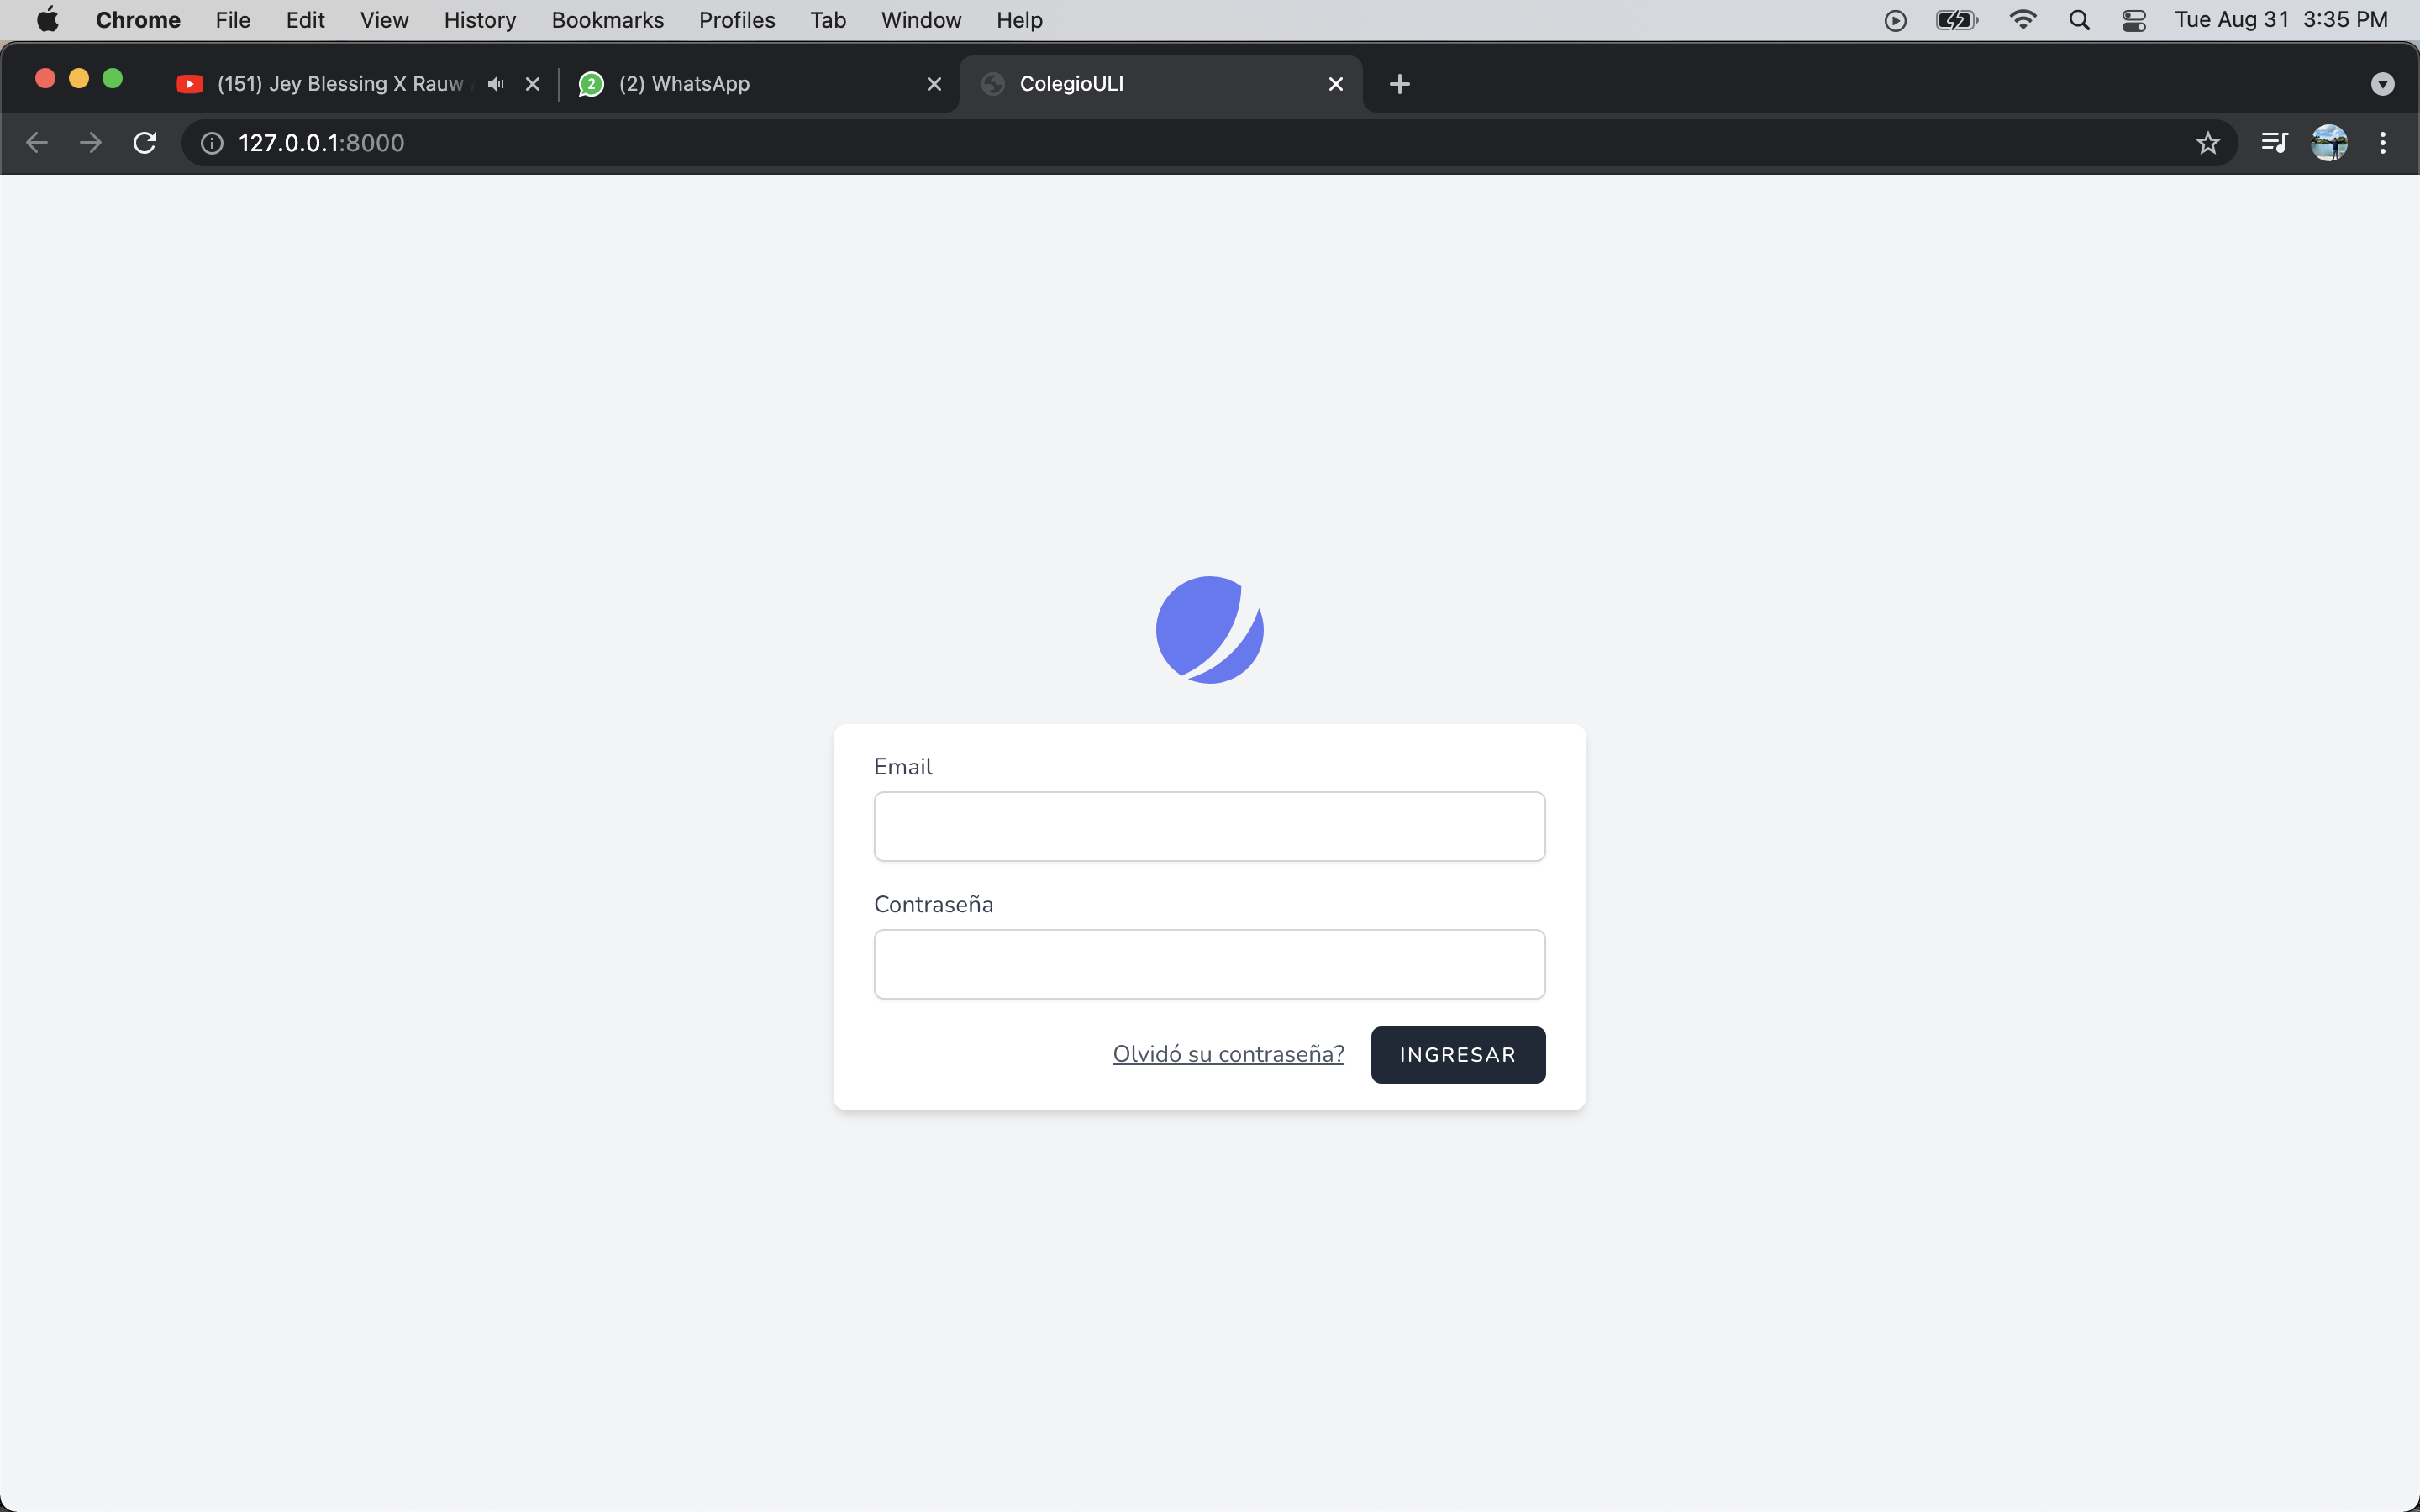 Chrome File Edit View History Bookmarks Profiles Tab Window Help Tue Aug 31 3:35 PM
(151) Jey Blessing X Rauw 2 (2) WhatsApp ColegioULI
127.0.0.1:8000
Email
Contraseña
Olvidó su contraseña? INGRESAR